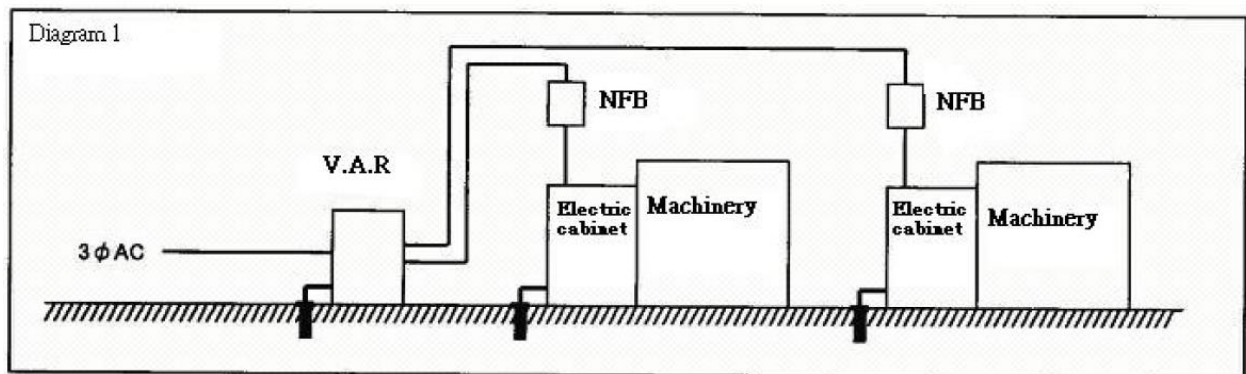 Diagram 1
NFB
NFB
V.A.R
Electric
cabinet
Machinery
Electric
cabinet
Machinery
3φAC